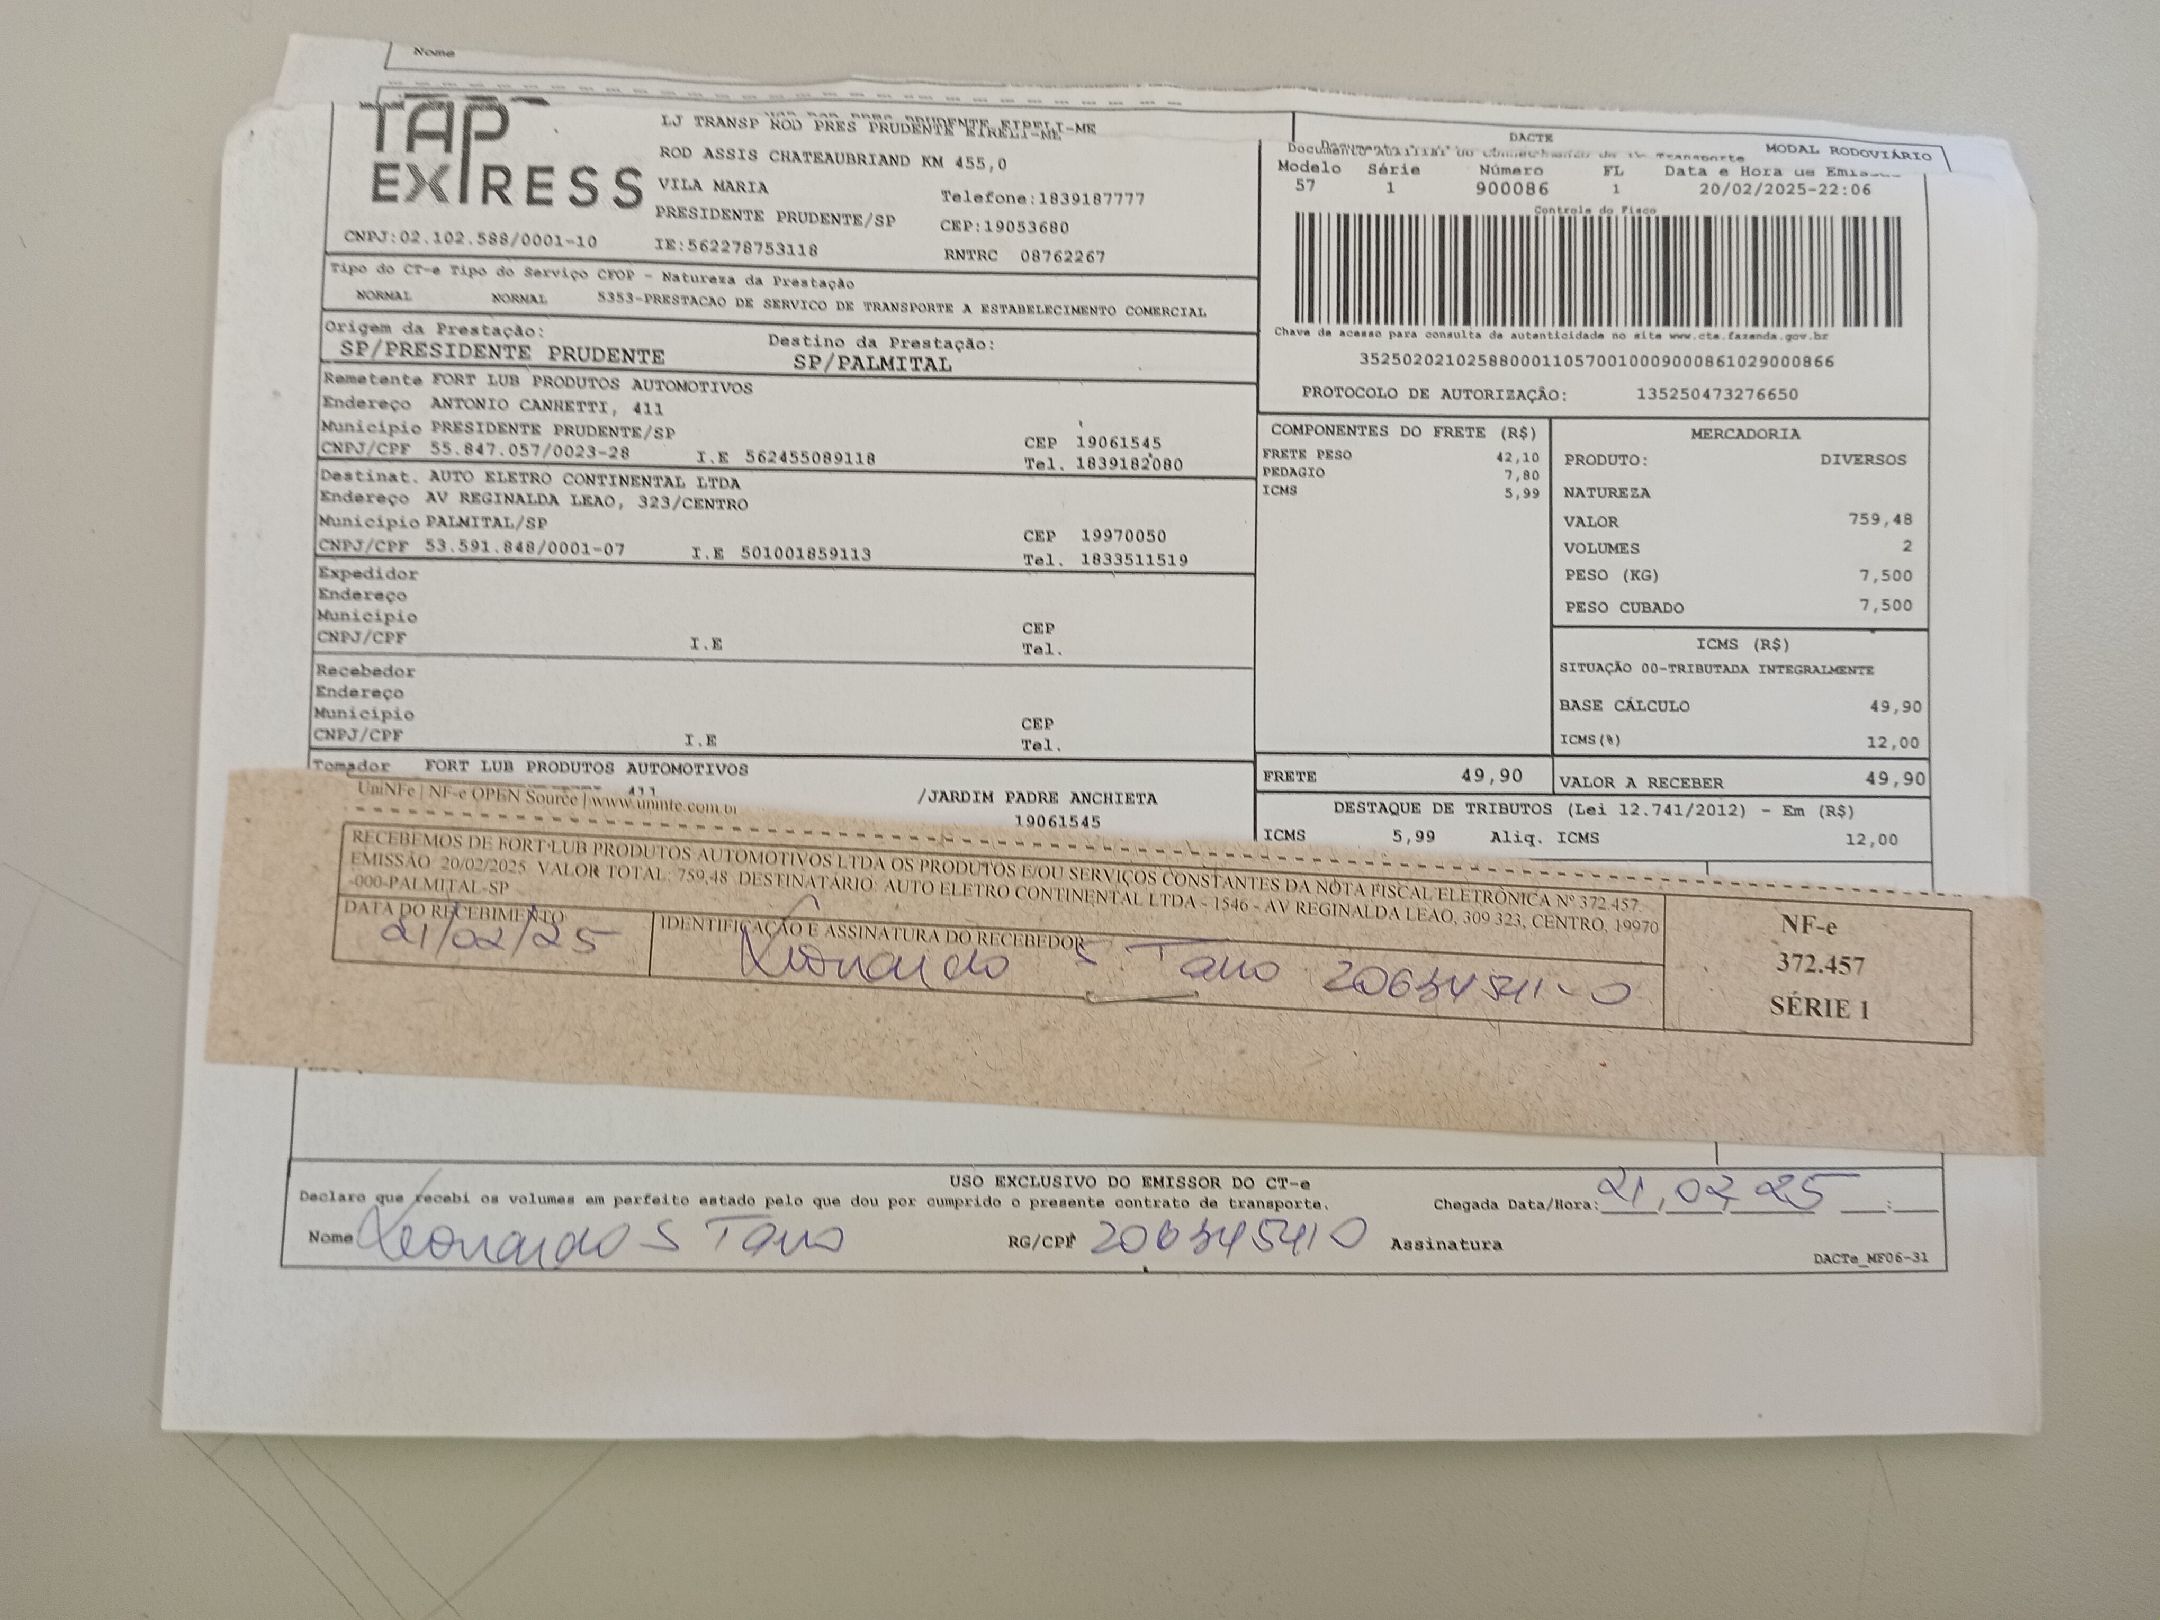 Nome
TAP
EXPRESS
CNPJ:02.102.588/0001-10
LJ TRANSP ROD PRES PRUDENTE EIRELI-ME
ROD ASSIS CHATEAUBRIAND KM 455,0
VILA MARIA
Telefone:1839187777
PRESIDENTE PRUDENTE/SP
CEP:19053680
IE:562278753118
RNTRC 08762267
DACTE
MODAL RODOVIÁRIO
Modelo Série Número FL Data e Hora de
57 1 900086 1 20/02/2025-22:06
Controle do Fisco
Chave de acesso para consulta de autenticidade no site www.cte.fazenda.gov.br
35250202102588000110570010009000861029000866
PROTOCOLO DE AUTORIZAÇÃO: 135250473276650
Tipo do CT-e Tipo do Serviço CFOP - Natureza da Prestação
NORMAL NORMAL 5353-PRESTACAO DE SERVICO DE TRANSPORTE A ESTABELECIMENTO COMERCIAL
Origem da Prestação: Destino da Prestação:
SP/PRESIDENTE PRUDENTE SP/PALMITAL
Remetente FORT LUB PRODUTOS AUTOMOTIVOS
Endereço ANTONIO CANHETTI, 411
Município PRESIDENTE PRUDENTE/SP CEP 19061545
CNPJ/CPF 55.847.057/0023-28 I.E 562455089118 Tel. 1839182080
Destinat. AUTO ELETRO CONTINENTAL LTDA
Endereço AV REGINALDA LEAO, 323/CENTRO
Município PALMITAL/SP CEP 19970050
CNPJ/CPF 53.591.848/0001-07 I.E 501001859113 Tel. 1833511519
Expedidor
Endereço
Município CEP
CNPJ/CPF I.E Tel.
Recebedor
Endereço
Município CEP
CNPJ/CPF I.E Tel.
Tomador FORT LUB PRODUTOS AUTOMOTIVOS
411 /JARDIM PADRE ANCHIETA
19061545
COMPONENTES DO FRETE (R$)
FRETE PESO 42,10
PEDAGIO 7,80
ICMS 5,99
MERCADORIA
PRODUTO: DIVERSOS
NATUREZA
VALOR 759,48
VOLUMES 2
PESO (KG) 7,500
PESO CUBADO 7,500
ICMS (R$)
SITUAÇÃO 00-TRIBUTADA INTEGRALMENTE
BASE CÁLCULO 49,90
ICMS(%) 12,00
FRETE 49,90 VALOR A RECEBER 49,90
DESTAQUE DE TRIBUTOS (Lei 12.741/2012) - Em (R$)
ICMS 5,99 Aliq. ICMS 12,00
UniNFe | NF-e OPEN Source | www.uninfe.com.br
RECEBEMOS DE FORT LUB PRODUTOS AUTOMOTIVOS LTDA OS PRODUTOS E/OU SERVIÇOS CONSTANTES DA NOTA FISCAL ELETRÔNICA Nº 372.457.
EMISSÃO: 20/02/2025 VALOR TOTAL: 759,48 DESTINATÁRIO: AUTO ELETRO CONTINENTAL LTDA - 1546 - AV REGINALDA LEAO, 309 323, CENTRO, 19970
-000-PALMITAL-SP
DATA DO RECEBIMENTO
21/02/25
IDENTIFICAÇÃO E ASSINATURA DO RECEBEDOR
Leonardo S Tano 206345411-0
NF-e
372.457
SÉRIE 1
USO EXCLUSIVO DO EMISSOR DO CT-e
Declaro que recebi os volumes em perfeito estado pelo que dou por cumprido o presente contrato de transporte.
Chegada Data/Hora: 21,02,25 :
Nome Leonardo S Tano RG/CPF 206345410 Assinatura
DACTe_MF06-31